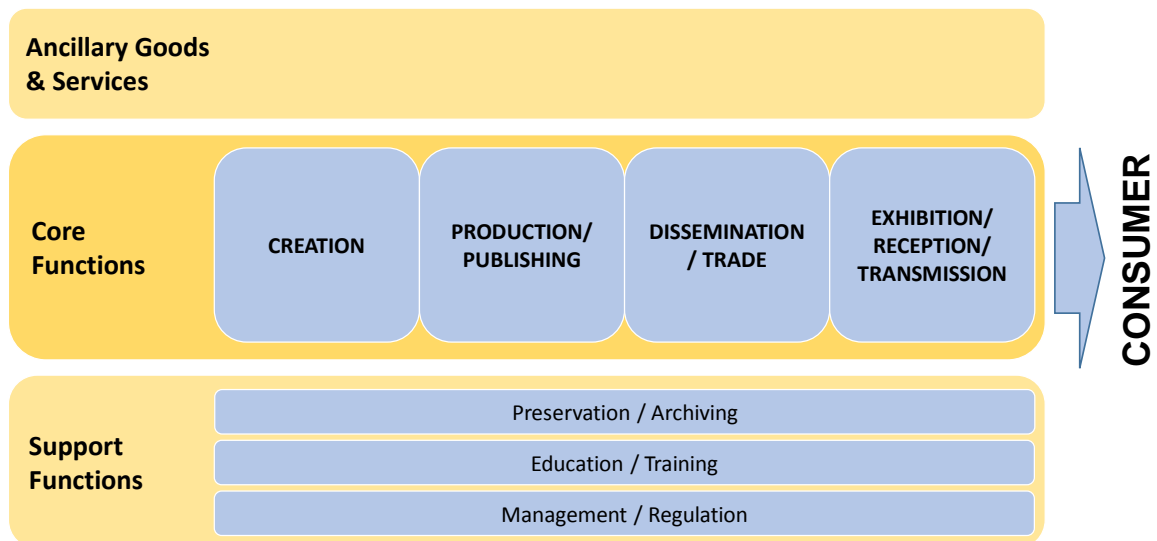 Ancillary Goods
& Services
Core
Functions
CREATION
PRODUCTION/
PUBLISHING
DISSEMINATION
/ TRADE
EXHIBITION/
RECEPTION/
TRANSMISSION
CONSUMER
Support
Functions
Preservation / Archiving
Education / Training
Management / Regulation